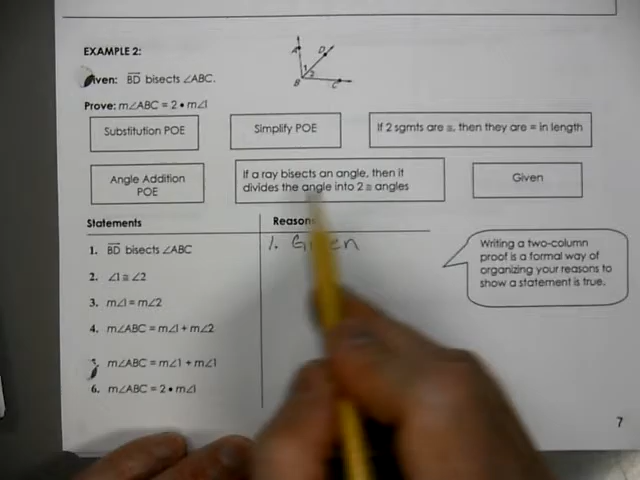 EXAMPLE 2:
A
D
1
2
B
C
iven: BD bisects ∠ABC.
Prove: m∠ABC = 2 • m∠1
Substitution POE
Simplify POE
If 2 sgmts are ≅, then they are = in length
Angle Addition
POE
If a ray bisects an angle, then it
divides the angle into 2 ≅ angles
Given
Statements
Reason
1. BD bisects ∠ABC
1. Given
2. ∠1 ≅ ∠2
3. m∠1 = m∠2
4. m∠ABC = m∠1 + m∠2
m∠ABC = m∠1 + m∠1
6. m∠ABC = 2 • m∠1
Writing a two-column
proof is a formal way of
organizing your reasons to
show a statement is true.
7